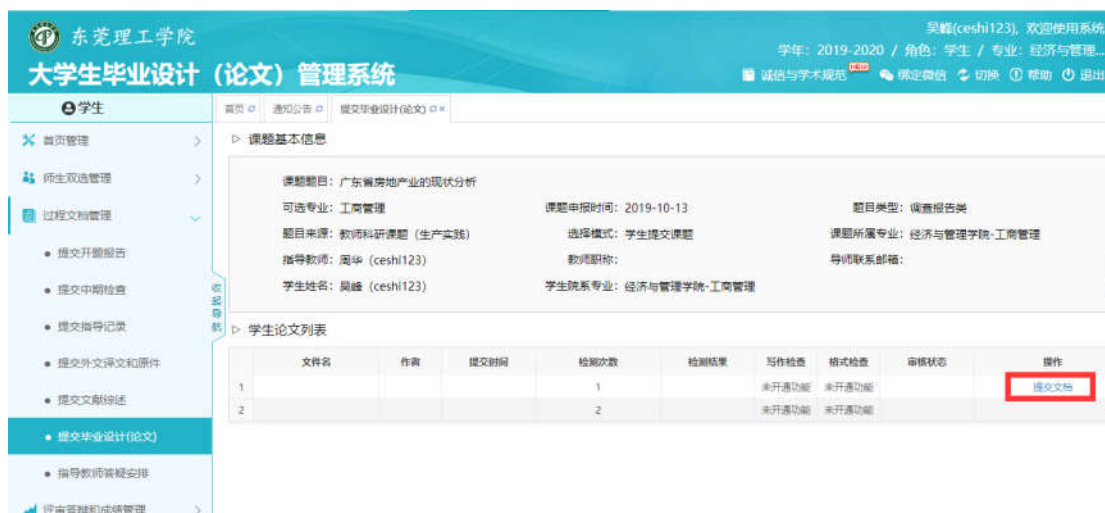 东莞理工学院
大学生毕业设计（论文）管理系统
吴峰(ceshi123)，欢迎使用系统
学年：2019-2020 / 角色：学生 / 专业：经济与管理...
诚信与学术规范 NEW 绑定微信 切换 帮助 退出
学生
首页 通知公告 提交毕业设计(论文)
首页管理
师生双选管理
过程文档管理
提交开题报告
提交中期检查
提交指导记录
提交外文译文和原件
提交文献综述
提交毕业设计(论文)
指导教师答疑安排
评审答辩和成绩管理
收起导航
课题基本信息
课题题目：广东省房地产业的现状分析
可选专业：工商管理 课题申报时间：2019-10-13 题目类型：调查报告类
题目来源：教师科研课题（生产实践） 选择模式：学生提交课题 课题所属专业：经济与管理学院-工商管理
指导教师：周华（ceshi123） 教师职称： 导师联系邮箱：
学生姓名：吴峰（ceshi123） 学生院系专业：经济与管理学院-工商管理
学生论文列表
文件名 作者 提交时间 检测次数 检测结果 写作检查 格式检查 审核状态 操作
1 1 未开通功能 未开通功能 提交文档
2 2 未开通功能 未开通功能